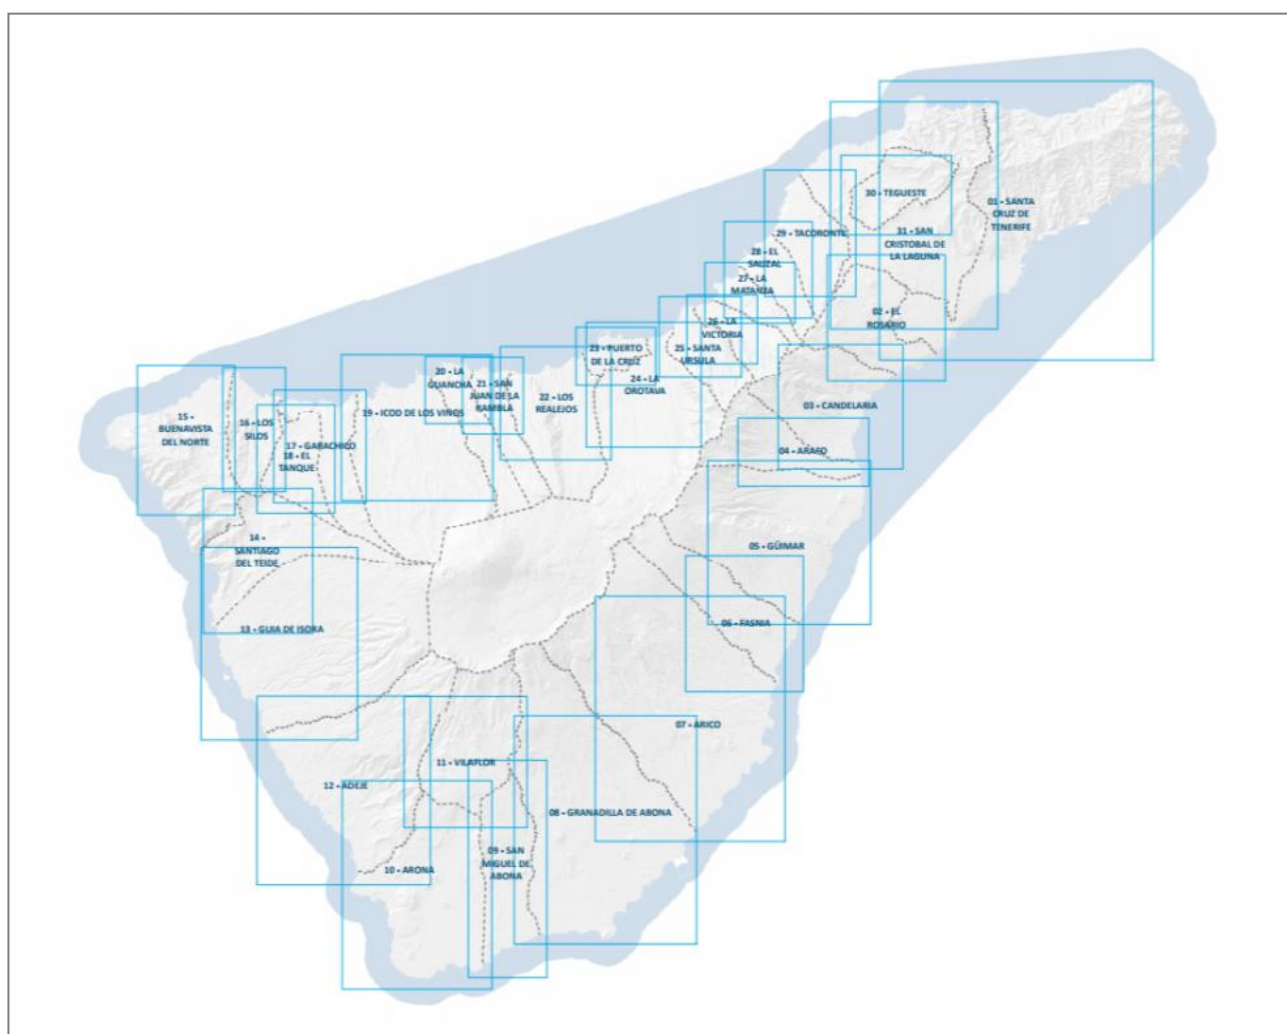 30 - TEGUESTE
01 - SANTA
CRUZ DE
TENERIFE
29 - TACORONTE
31 - SAN
CRISTOBAL DE
LA LAGUNA
28 - EL
SAUZAL
27 - LA
MATANZA
02 - EL
ROSARIO
26 - LA
VICTORIA
25 - SANTA
URSULA
23 - PUERTO
DE LA CRUZ
24 - LA
OROTAVA
20 - LA
GUANCHA
21 - SAN
JUAN DE LA
RAMBLA
22 - LOS
REALEJOS
19 - ICOD DE LOS VINOS
15 -
BUENAVISTA
DEL NORTE
16 - LOS
SILOS
17 - GARACHICO
18 - EL
TANQUE
03 - CANDELARIA
04 - ARAFO
14 -
SANTIAGO
DEL TEIDE
05 - GÜIMAR
13 - GUIA DE ISORA
06 - FASNIA
07 - ARICO
11 - VILAFLOR
12 - ADEJE
08 - GRANADILLA DE ABONA
09 - SAN
MIGUEL DE
ABONA
10 - ARONA